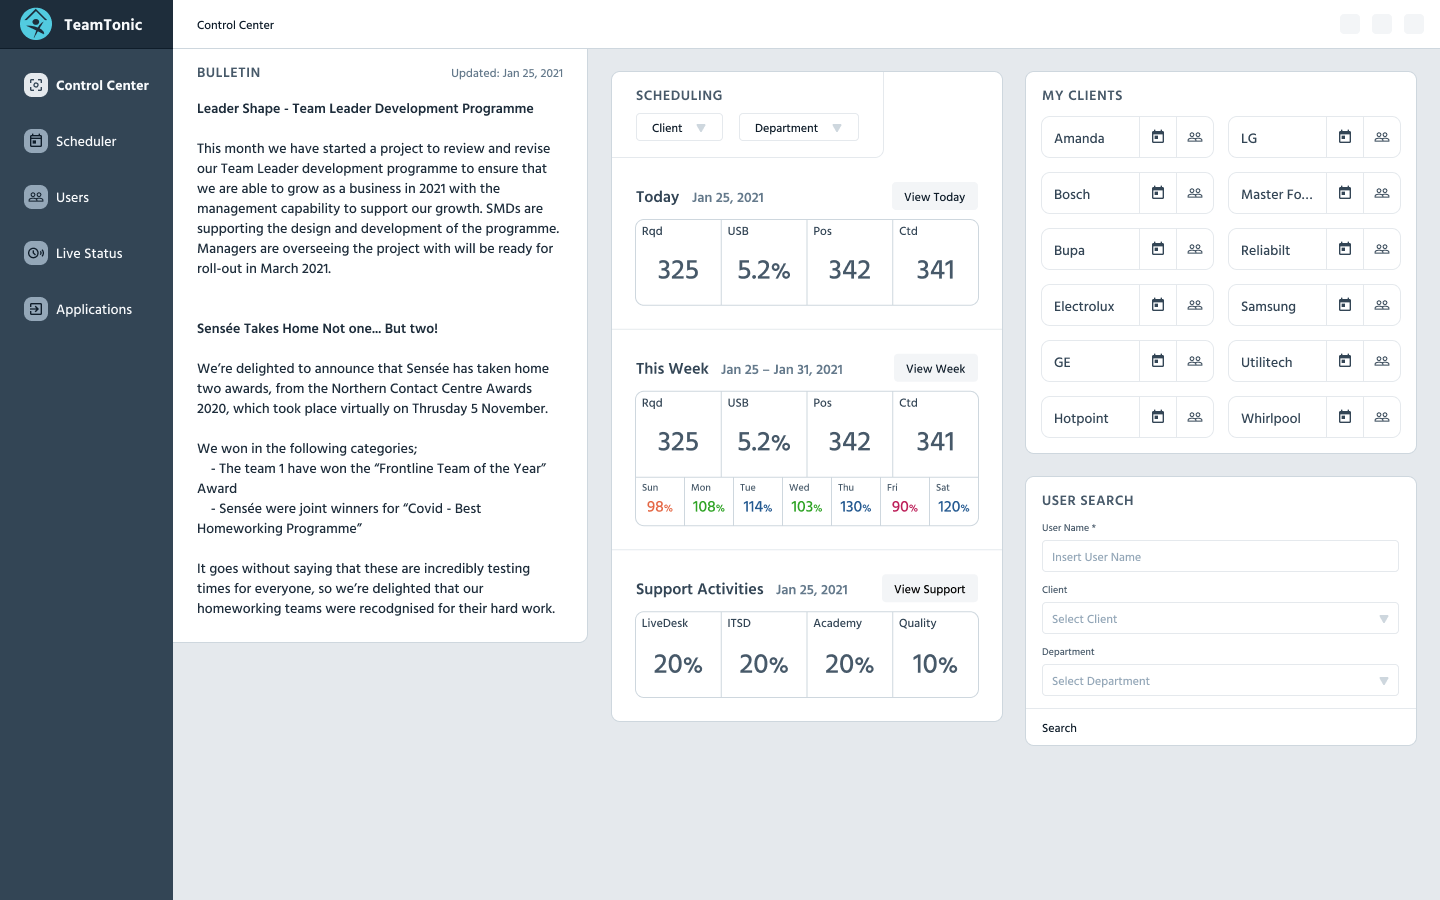 TeamTonic
Control Center
Control Center
Scheduler
Users
Live Status
Applications
BULLETIN
Updated: Jan 25, 2021
Leader Shape - Team Leader Development Programme
This month we have started a project to review and revise
our Team Leader development programme to ensure that
we are able to grow as a business in 2021 with the
management capability to support our growth. SMDs are
supporting the design and development of the programme.
Managers are overseeing the project with will be ready for
roll-out in March 2021.
Sensée Takes Home Not one... But two!
We’re delighted to announce that Sensée has taken home
two awards, from the Northern Contact Centre Awards
2020, which took place virtually on Thrusday 5 November.
We won in the following categories;
- The team 1 have won the “Frontline Team of the Year”
Award
- Sensée were joint winners for “Covid - Best
Homeworking Programme”
It goes without saying that these are incredibly testing
times for everyone, so we’re delighted that our
homeworking teams were recodgnised for their hard work.
SCHEDULING
Client
Department
Today Jan 25, 2021
View Today
Rqd USB Pos Ctd
325 5.2% 342 341
This Week Jan 25 – Jan 31, 2021
View Week
Rqd USB Pos Ctd
325 5.2% 342 341
Sun Mon Tue Wed Thu Fri Sat
98% 108% 114% 103% 130% 90% 120%
Support Activities Jan 25, 2021
View Support
LiveDesk ITSD Academy Quality
20% 20% 20% 10%
MY CLIENTS
Amanda LG
Bosch Master Fo...
Bupa Reliabilt
Electrolux Samsung
GE Utilitech
Hotpoint Whirlpool
USER SEARCH
User Name *
Insert User Name
Client
Select Client
Department
Select Department
Search